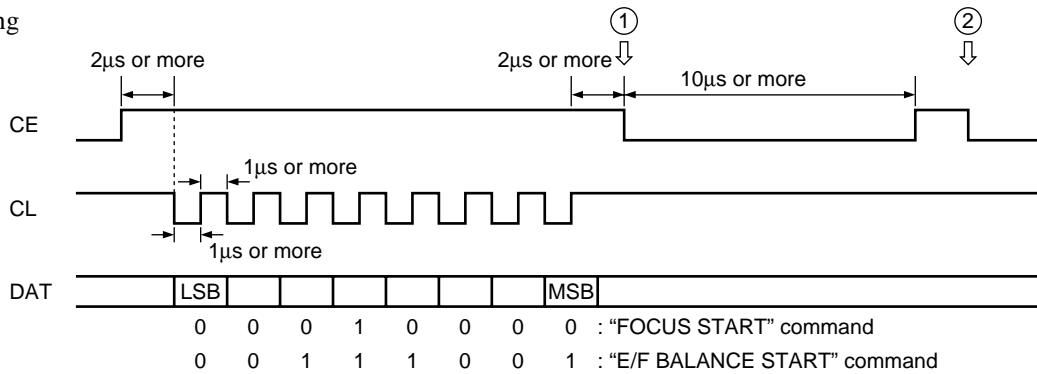 ng
① ②
2μs or more 2μs or more
10μs or more
CE
1μs or more
CL
1μs or more
DAT LSB MSB
0 0 0 1 0 0 0 0 : "FOCUS START" command
0 0 1 1 1 0 0 1 : "E/F BALANCE START" command